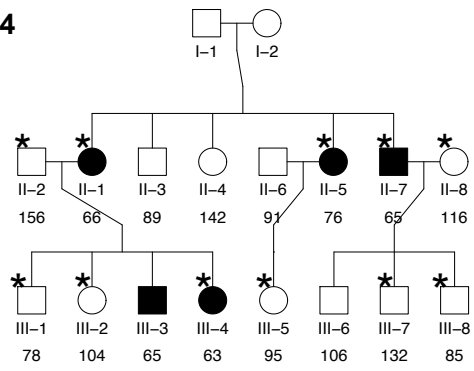 4
I–1 I–2
* * * * *
II–2 II–1 II–3 II–4 II–6 II–5 II–7 II–8
156 66 89 142 91 76 65 116
* * * * * *
III–1 III–2 III–3 III–4 III–5 III–6 III–7 III–8
78 104 65 63 95 106 132 85